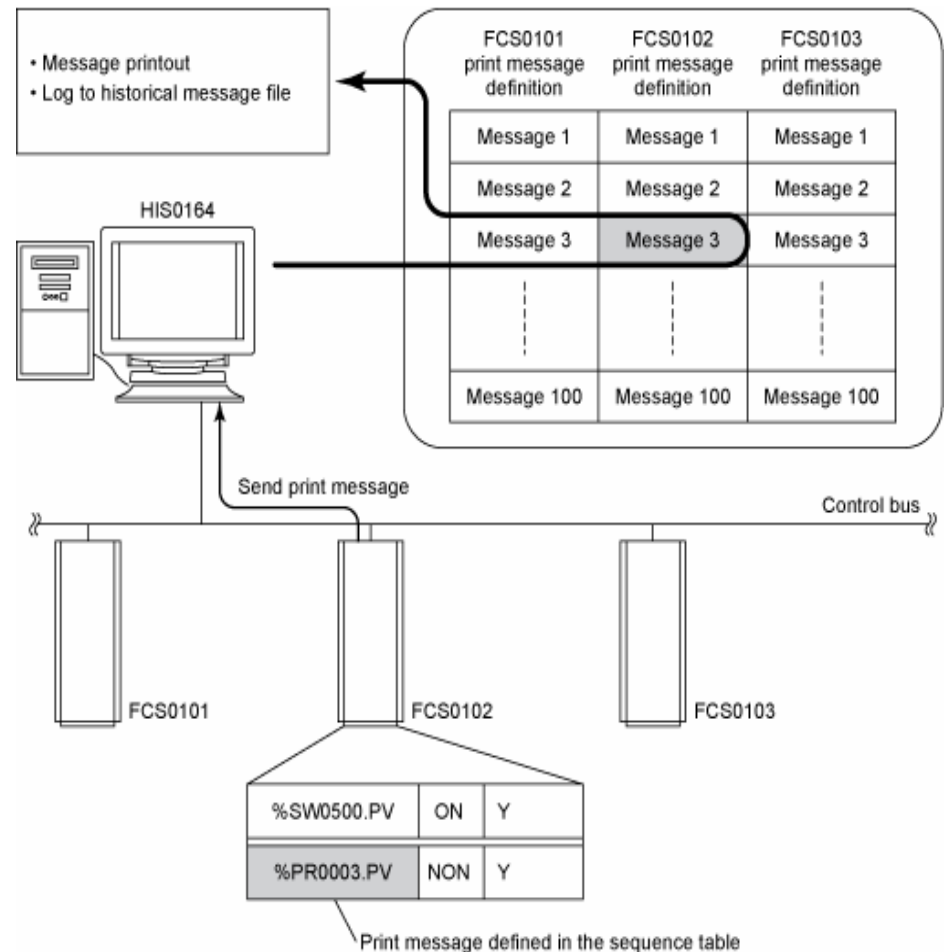 • Message printout
• Log to historical message file
FCS0101 print message definition
FCS0102 print message definition
FCS0103 print message definition
Message 1
Message 1
Message 1
Message 2
Message 2
Message 2
Message 3
Message 3
Message 3
Message 100
Message 100
Message 100
HIS0164
Send print message
Control bus
FCS0101
FCS0102
FCS0103
%SW0500.PV ON Y
%PR0003.PV NON Y
Print message defined in the sequence table